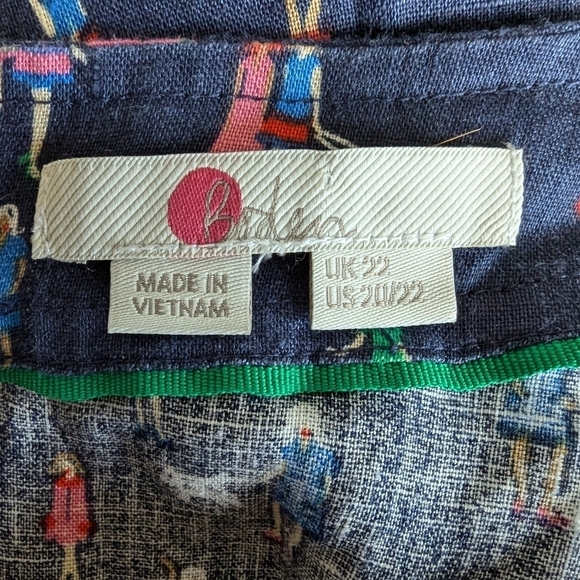 Boden
MADE IN
VIETNAM
UK 22
US 20/22